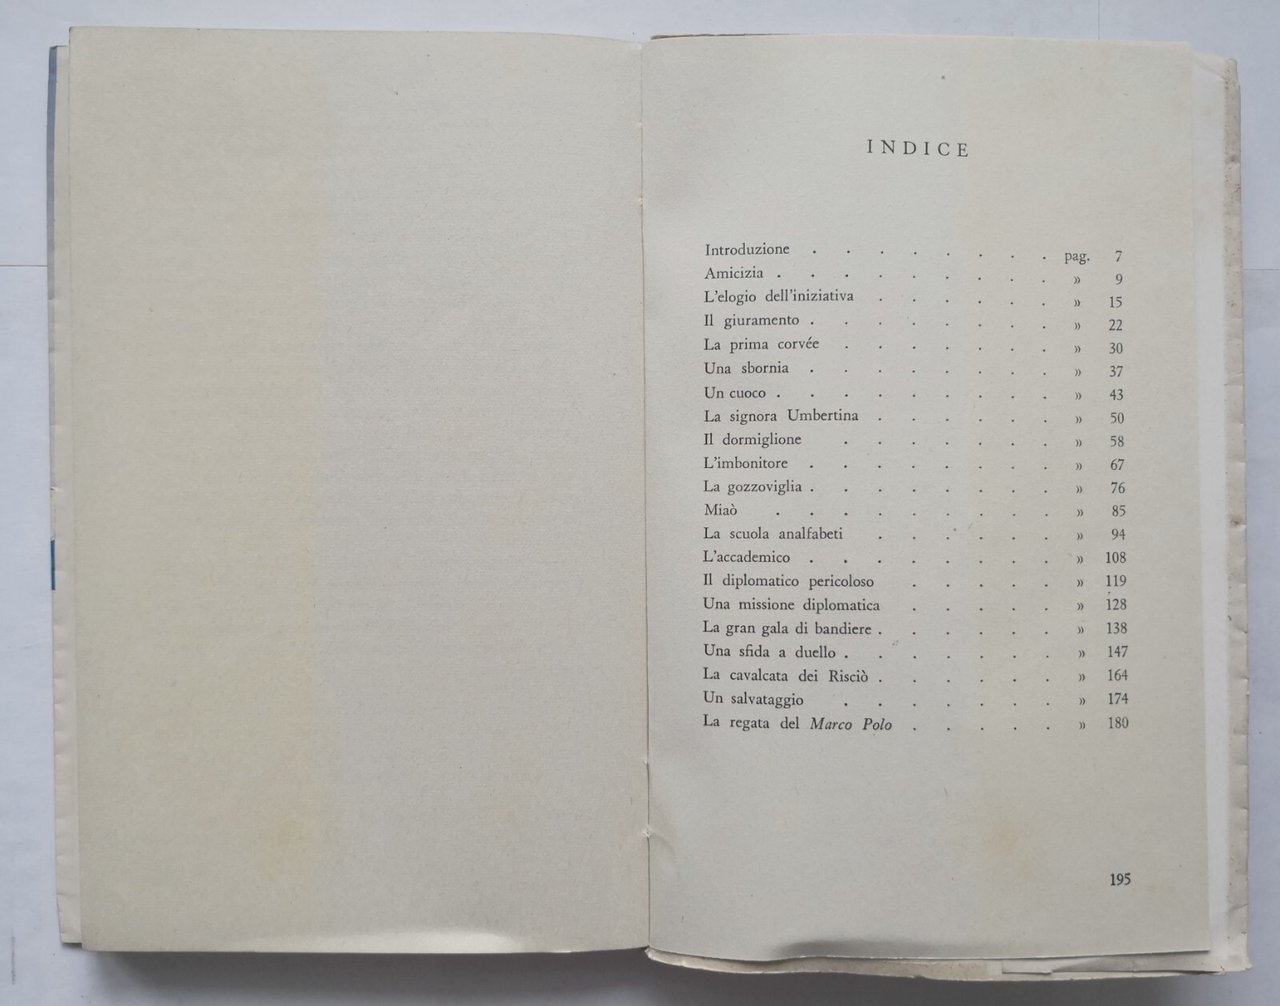 INDICE
Introduzione . . . . . . . . pag. 7
Amicizia . . . . . . . . . » 9
L'elogio dell'iniziativa . . . . . . » 15
Il giuramento . . . . . . . . » 22
La prima corvée . . . . . . . » 30
Una sbornia . . . . . . . . » 37
Un cuoco . . . . . . . . . » 43
La signora Umbertina . . . . . . » 50
Il dormiglione . . . . . . . » 58
L'imbonitore . . . . . . . . » 67
La gozzoviglia . . . . . . . . » 76
Miaò . . . . . . . . . » 85
La scuola analfabeti . . . . . . » 94
L'accademico . . . . . . . . » 108
Il diplomatico pericoloso . . . . . » 119
Una missione diplomatica . . . . . » 128
La gran gala di bandiere . . . . . . » 138
Una sfida a duello . . . . . . . » 147
La cavalcata dei Risciò . . . . . . » 164
Un salvataggio . . . . . . . » 174
La regata del Marco Polo . . . . . » 180
195